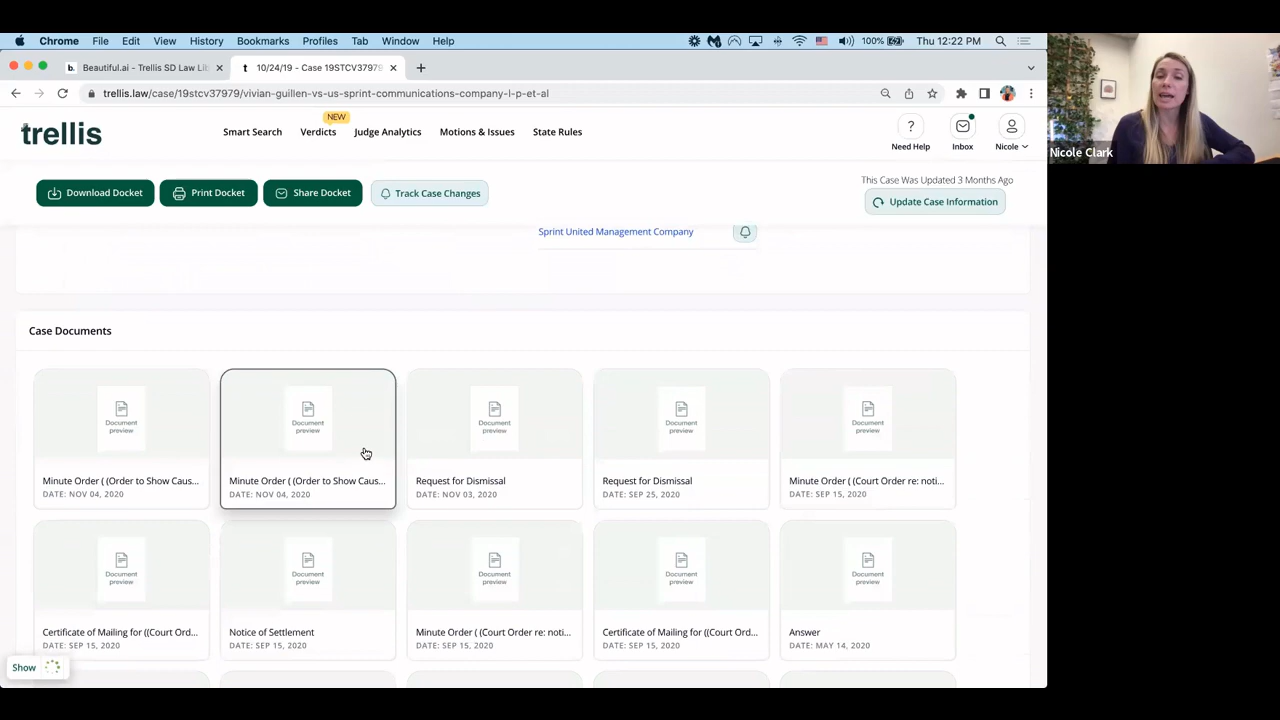 Chrome File Edit View History Bookmarks Profiles Tab Window Help
100% Thu 12:22 PM
b. Beautiful.ai - Trellis SD Law Lib
t 10/24/19 - Case 19STCV37979
trellis.law/case/19stcv37979/vivian-guillen-vs-us-sprint-communications-company-l-p-et-al
trellis
Smart Search
NEW
Verdicts
Judge Analytics
Motions & Issues
State Rules
?
Need Help
Inbox
Nicole
Nicole Clark
Download Docket
Print Docket
Share Docket
Track Case Changes
This Case Was Updated 3 Months Ago
Update Case Information
Sprint United Management Company
Case Documents
Document preview
Minute Order ( (Order to Show Caus...
DATE: NOV 04, 2020
Document preview
Minute Order ( (Order to Show Caus...
DATE: NOV 04, 2020
Document preview
Request for Dismissal
DATE: NOV 03, 2020
Document preview
Request for Dismissal
DATE: SEP 25, 2020
Document preview
Minute Order ( (Court Order re: noti...
DATE: SEP 15, 2020
Document preview
Certificate of Mailing for ((Court Ord...
DATE: SEP 15, 2020
Document preview
Notice of Settlement
DATE: SEP 15, 2020
Document preview
Minute Order ( (Court Order re: noti...
DATE: SEP 15, 2020
Document preview
Certificate of Mailing for ((Court Ord...
DATE: SEP 15, 2020
Document preview
Answer
DATE: MAY 14, 2020
Show